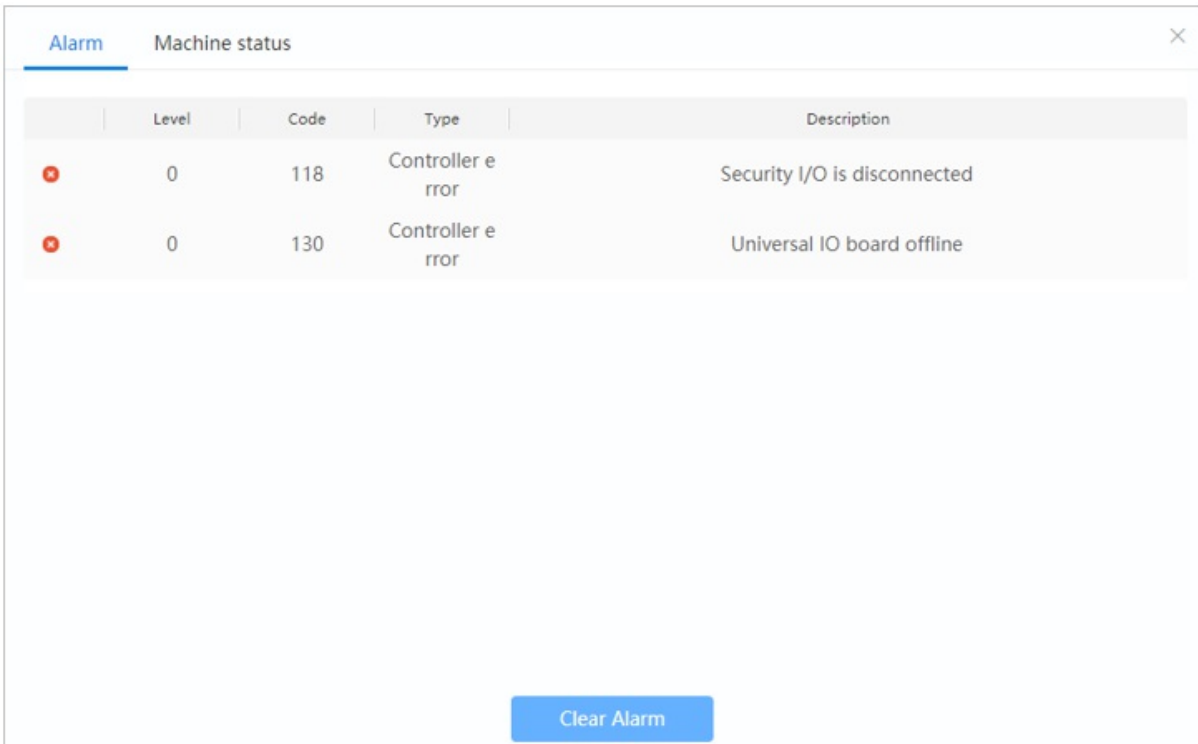 Alarm Machine status
Level Code Type Description
0 118 Controller e
rror Security I/O is disconnected
0 130 Controller e
rror Universal IO board offline
Clear Alarm